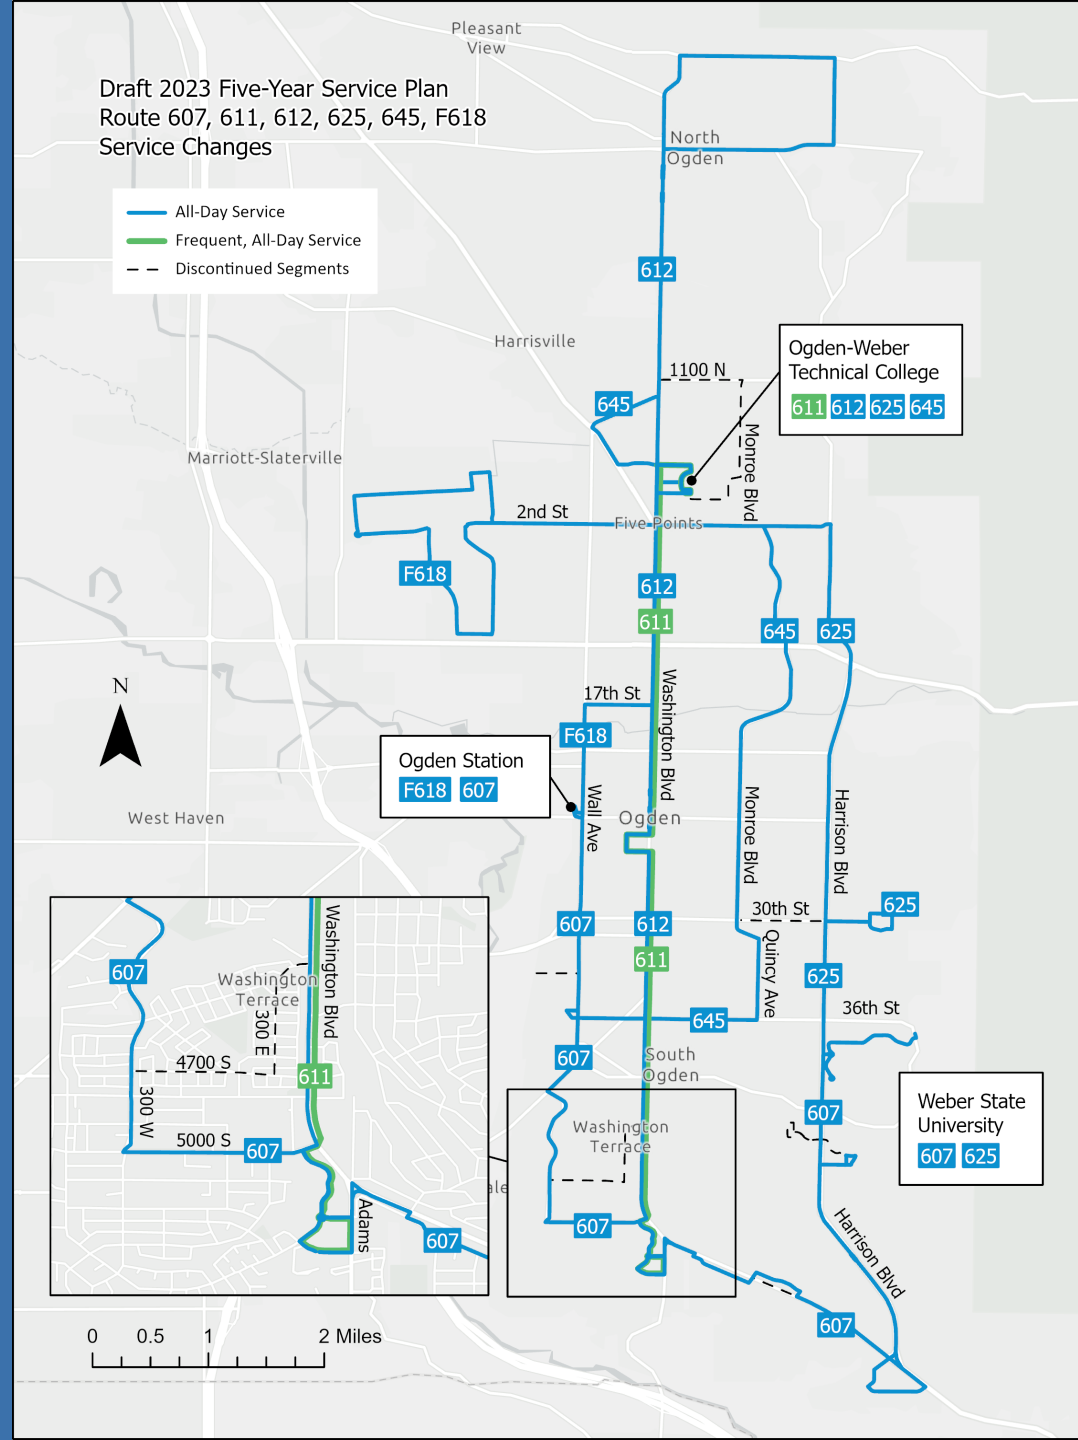 Pleasant
View
Draft 2023 Five-Year Service Plan
Route 607, 611, 612, 625, 645, F618
Service Changes
North
Ogden
All-Day Service
Frequent, All-Day Service
Discontinued Segments
612
Harrisville
Ogden-Weber
Technical College
611 612 625 645
1100 N
645
Monroe Blvd
Marriott-Slaterville
2nd St
Five Points
F618
612
611
645
625
N
17th St
Washington Blvd
F618
Ogden Station
F618 607
Wall Ave
Ogden
Monroe Blvd
Harrison Blvd
West Haven
30th St
625
607
612
611
Quincy Ave
625
36th St
645
607
South
Ogden
Weber State
University
607 625
607
Washington
Terrace
607
Harrison Blvd
607
Washington Blvd
607
Washington
Terrace
300 E
4700 S
611
300 W
5000 S
607
Adams
607
0 0.5 1 2 Miles